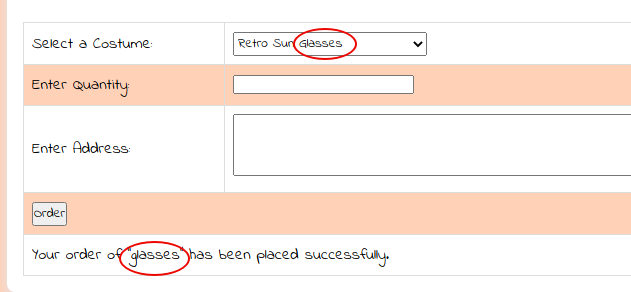 Select a Costume: Retro Sun Glasses
Enter Quantity:
Enter Address:
order
Your order of "glasses" has been placed successfully.